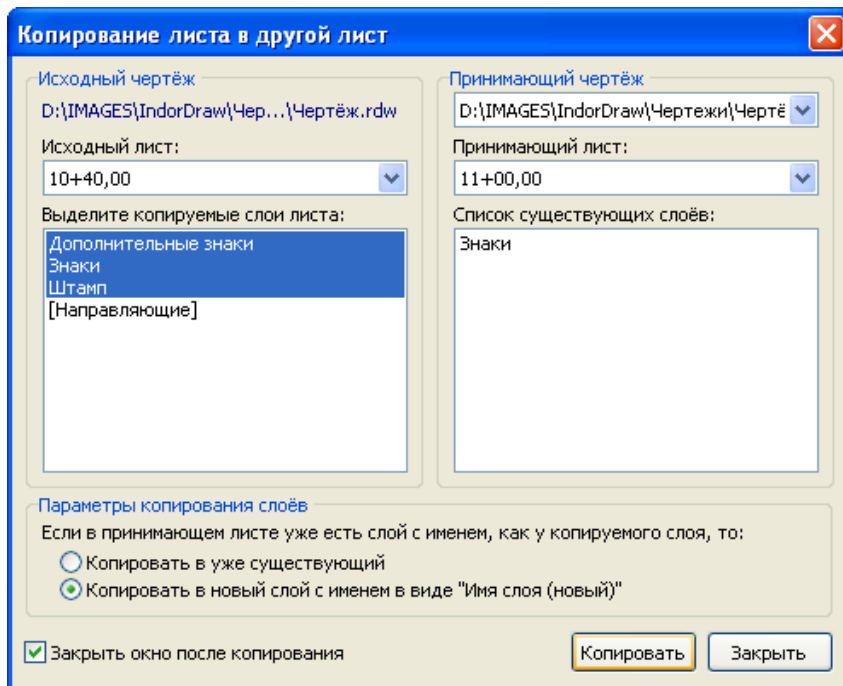 Копирование листа в другой лист
Исходный чертёж
D:\IMAGES\IndorDraw\Чер...\Чертёж.rdw
Исходный лист:
10+40,00
Выделите копируемые слои листа:
Дополнительные знаки
Знаки
Штамп
[Направляющие]
Принимающий чертёж
D:\IMAGES\IndorDraw\Чертежи\Чертё
Принимающий лист:
11+00,00
Список существующих слоёв:
Знаки
Параметры копирования слоёв
Если в принимающем листе уже есть слой с именем, как у копируемого слоя, то:
Копировать в уже существующий
Копировать в новый слой с именем в виде "Имя слоя (новый)"
Закрыть окно после копирования
Копировать
Закрыть